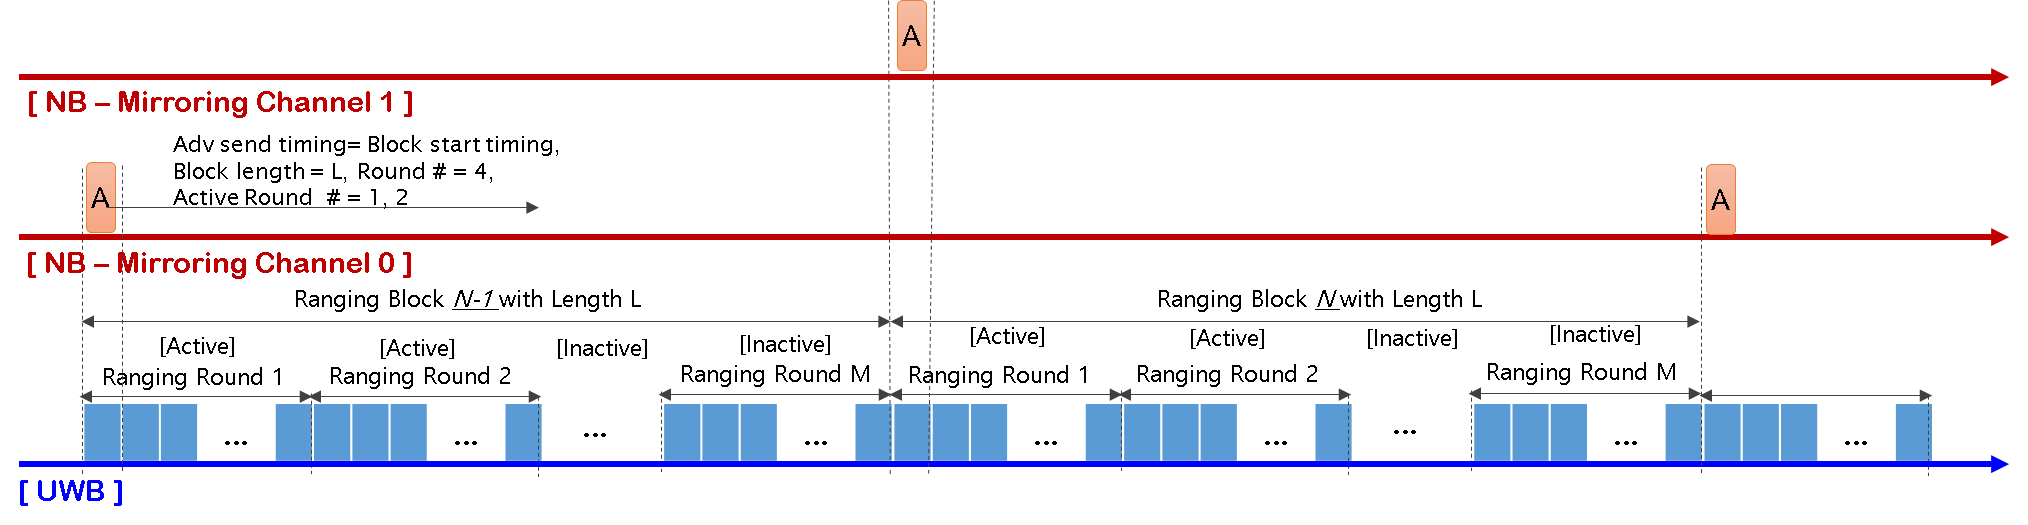 A
[ NB – Mirroring Channel 1 ]
Adv send timing= Block start timing,
Block length = L, Round # = 4,
Active Round # = 1, 2
A
A
[ NB – Mirroring Channel 0 ]
Ranging Block N-1 with Length L
Ranging Block N with Length L
[Active]
[Active]
[Inactive]
[Inactive]
[Active]
[Active]
[Inactive]
[Inactive]
Ranging Round 1
Ranging Round 2
Ranging Round M
Ranging Round 1
Ranging Round 2
Ranging Round M
... ... ... ... ... ... ... ... ...
[ UWB ]